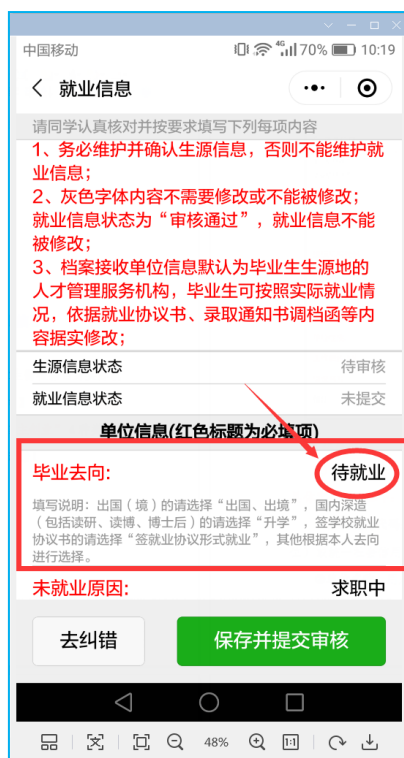 中国移动 4G 70% 10:19
就业信息
请同学认真核对并按要求填写下列每项内容
1、务必维护并确认生源信息，否则不能维护就
业信息；
2、灰色字体内容不需要修改或不能被修改；
就业信息状态为“审核通过”，就业信息不能
被修改；
3、档案接收单位信息默认为毕业生生源地的
人才管理服务机构，毕业生可按照实际就业情
况，依据就业协议书、录取通知书调档函等内
容据实修改；
生源信息状态 待审核
就业信息状态 未提交
单位信息(红色标题为必填项)
毕业去向: 待就业
填写说明：出国（境）的请选择“出国、出境”，国内深造
（包括读研、读博、博士后）的请选择“升学”，签学校就业
协议书的请选择“签就业协议形式就业”，其他根据本人去向
进行选择。
未就业原因: 求职中
去纠错 保存并提交审核
文 48% 1:1